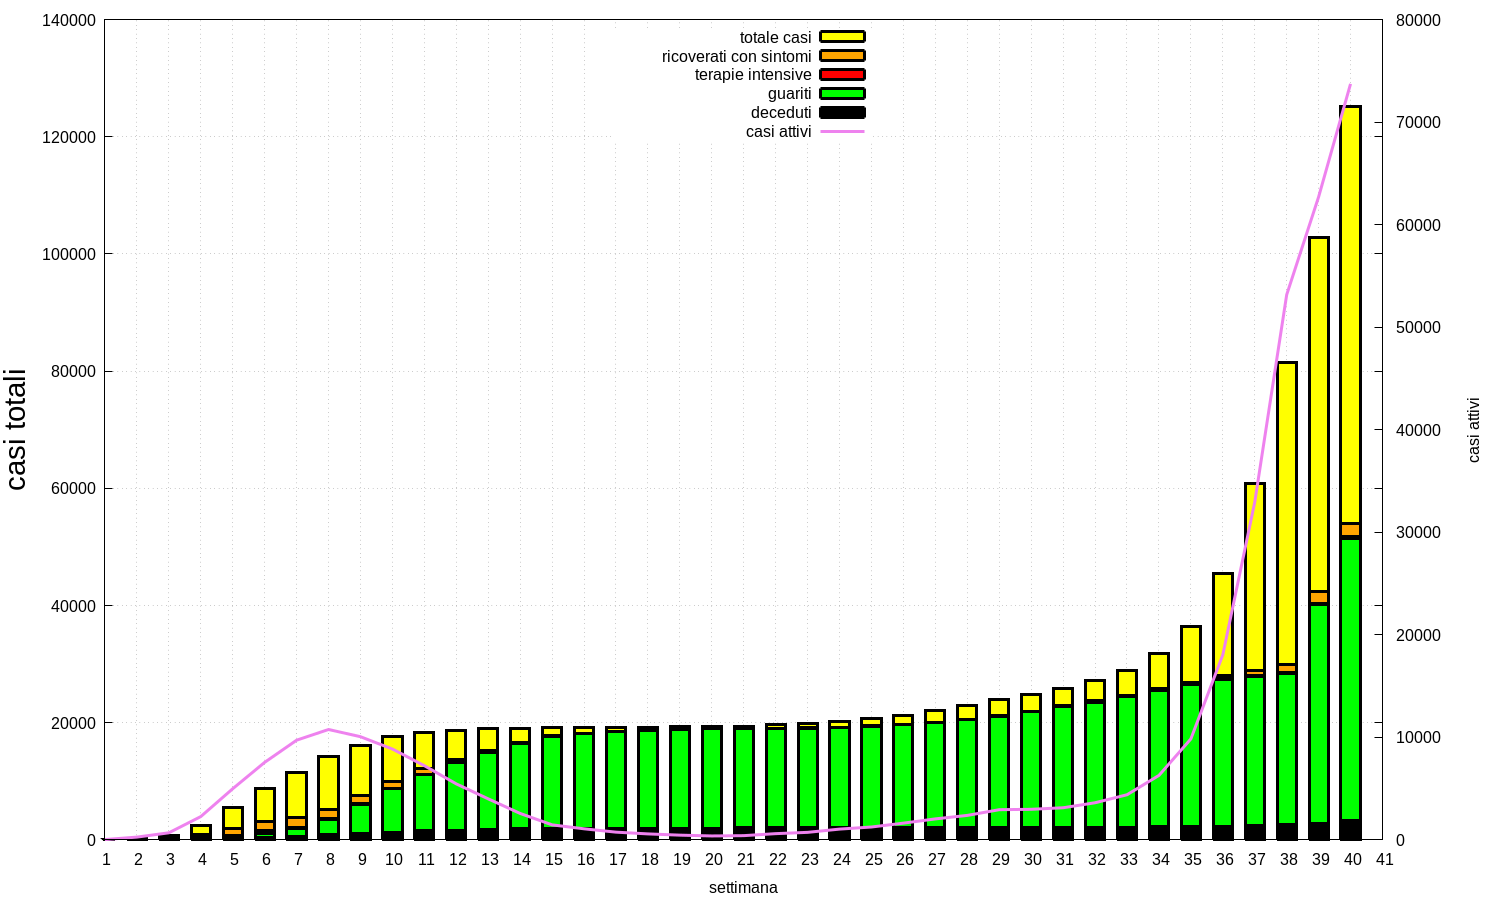 140000
120000
100000
80000
60000
40000
20000
0
casi totali
totale casi
ricoverati con sintomi
terapie intensive
guariti
deceduti
casi attivi
80000
70000
60000
50000
40000
30000
20000
10000
0
casi attivi
1 2 3 4 5 6 7 8 9 10 11 12 13 14 15 16 17 18 19 20 21 22 23 24 25 26 27 28 29 30 31 32 33 34 35 36 37 38 39 40 41
settimana